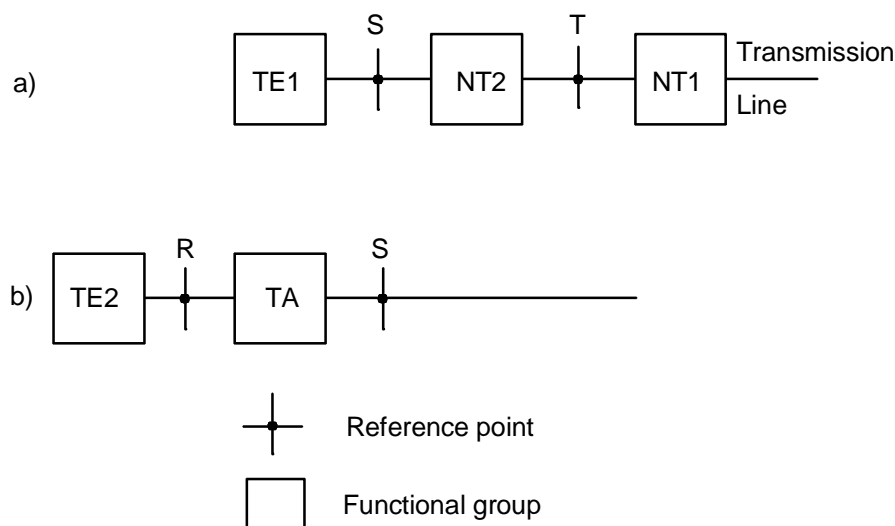 S T
a) TE1 NT2 NT1 Transmission
Line
R S
b) TE2 TA
Reference point
Functional group